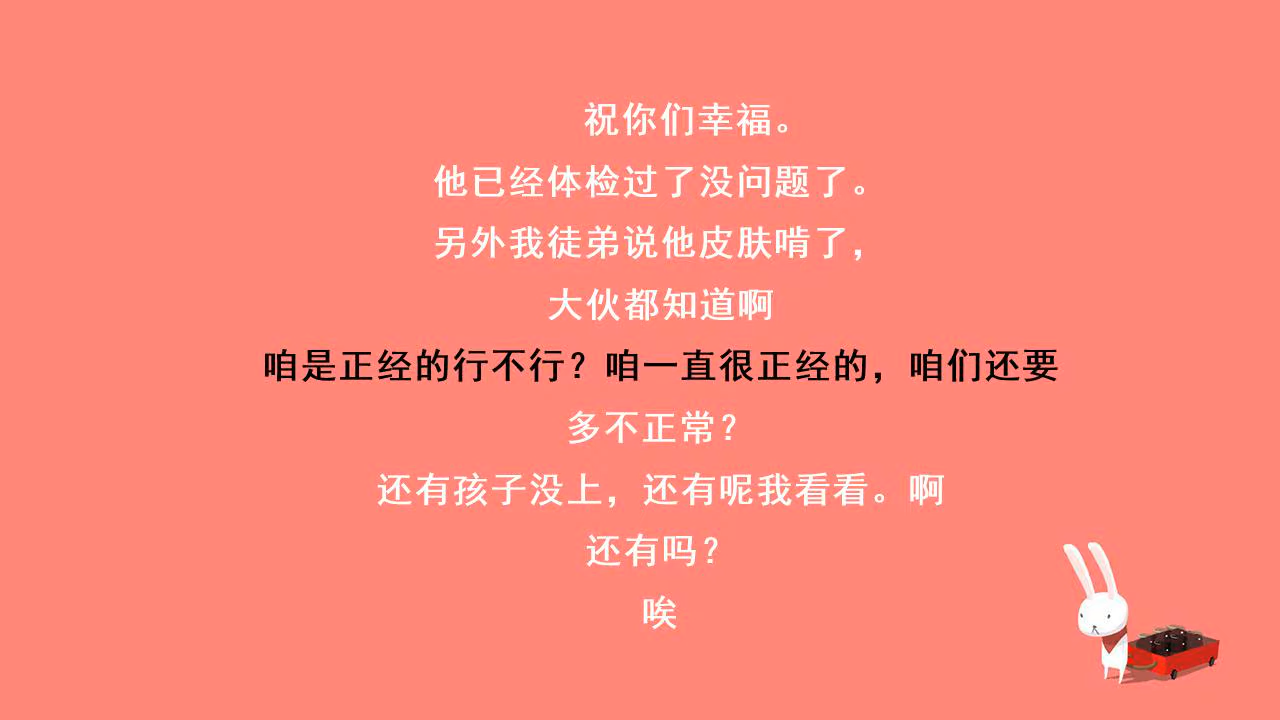 祝你们幸福。
他已经体检过了没问题了。
另外我徒弟说他皮肤啃了，
大伙都知道啊
咱是正经的行不行？咱一直很正经的，咱们还要
多不正常？
还有孩子没上，还有呢我看看。啊
还有吗？
唉